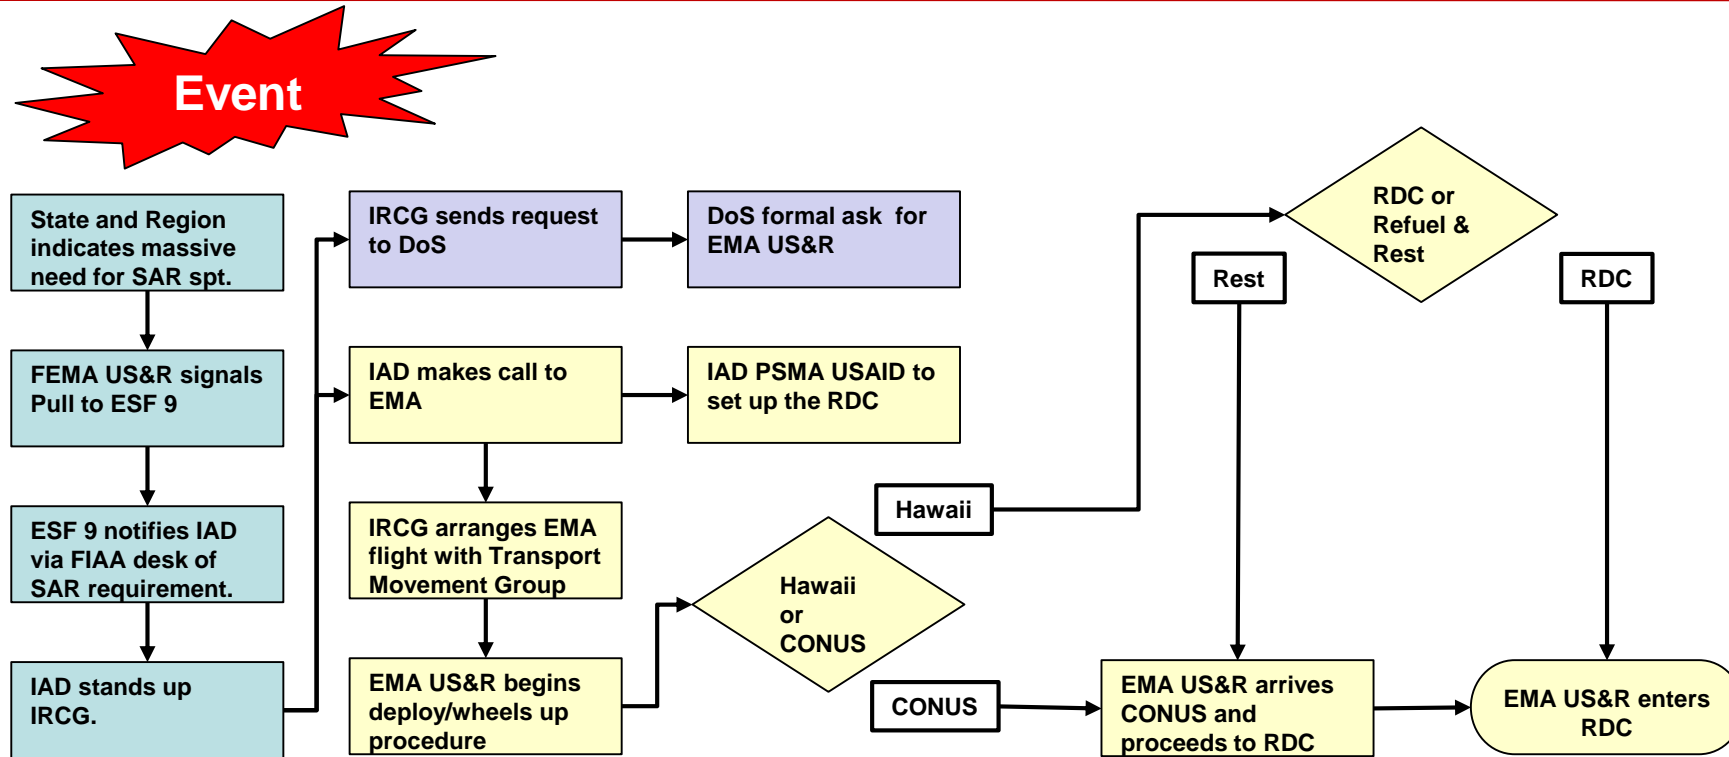 Event
State and Region
indicates massive
need for SAR spt.
FEMA US&R signals
Pull to ESF 9
ESF 9 notifies IAD
via FIAA desk of
SAR requirement.
IAD stands up
IRCG.
IRCG sends request
to DoS
DoS formal ask for
EMA US&R
IAD makes call to
EMA
IAD PSMA USAID to
set up the RDC
IRCG arranges EMA
flight with Transport
Movement Group
EMA US&R begins
deploy/wheels up
procedure
Hawaii
or
CONUS
Hawaii
CONUS
RDC or
Refuel &
Rest
Rest
RDC
EMA US&R arrives
CONUS and
proceeds to RDC
EMA US&R enters
RDC